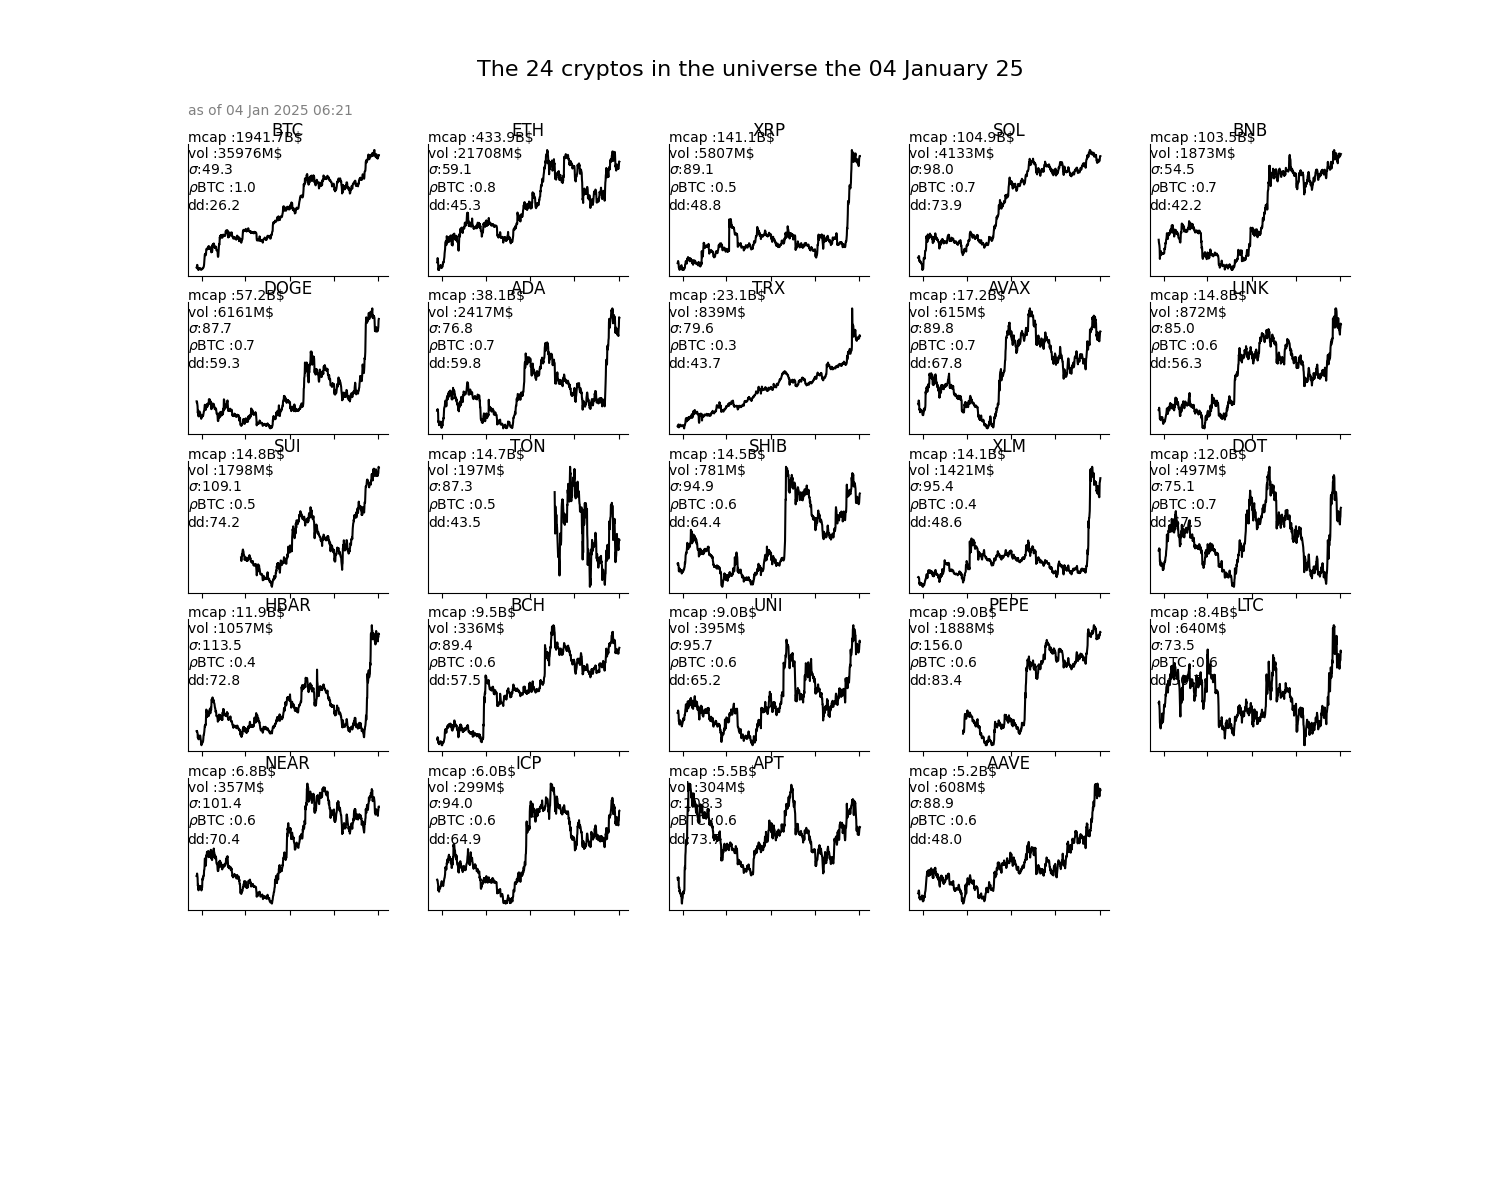 The 24 cryptos in the universe the 04 January 25
as of 04 Jan 2025 06:21
BTC
mcap :1941.7B$
vol :35976M$
σ:49.3
ρBTC :1.0
dd:26.2
ETH
mcap :433.9B$
vol :21708M$
σ:59.1
ρBTC :0.8
dd:45.3
XRP
mcap :141.1B$
vol :5807M$
σ:89.1
ρBTC :0.5
dd:48.8
SOL
mcap :104.9B$
vol :4133M$
σ:98.0
ρBTC :0.7
dd:73.9
BNB
mcap :103.5B$
vol :1873M$
σ:54.5
ρBTC :0.7
dd:42.2
DOGE
mcap :57.2B$
vol :6161M$
σ:87.7
ρBTC :0.7
dd:59.3
ADA
mcap :38.1B$
vol :2417M$
σ:76.8
ρBTC :0.7
dd:59.8
TRX
mcap :23.1B$
vol :839M$
σ:79.6
ρBTC :0.3
dd:43.7
AVAX
mcap :17.2B$
vol :615M$
σ:89.8
ρBTC :0.7
dd:67.8
LINK
mcap :14.8B$
vol :872M$
σ:85.0
ρBTC :0.6
dd:56.3
SUI
mcap :14.8B$
vol :1798M$
σ:109.1
ρBTC :0.5
dd:74.2
TON
mcap :14.7B$
vol :197M$
σ:87.3
ρBTC :0.5
dd:43.5
SHIB
mcap :14.5B$
vol :781M$
σ:94.9
ρBTC :0.6
dd:64.4
XLM
mcap :14.1B$
vol :1421M$
σ:95.4
ρBTC :0.4
dd:48.6
DOT
mcap :12.0B$
vol :497M$
σ:75.1
ρBTC :0.7
HBAR
mcap :11.9B$
vol :1057M$
σ:113.5
ρBTC :0.4
dd:72.8
BCH
mcap :9.5B$
vol :336M$
σ:89.4
ρBTC :0.6
dd:57.5
UNI
mcap :9.0B$
vol :395M$
σ:95.7
ρBTC :0.6
dd:65.2
PEPE
mcap :9.0B$
vol :1888M$
σ:156.0
ρBTC :0.6
dd:83.4
LTC
mcap :8.4B$
vol :640M$
σ:73.5
ρBTC :0.6
NEAR
mcap :6.8B$
vol :357M$
σ:101.4
ρBTC :0.6
dd:70.4
ICP
mcap :6.0B$
vol :299M$
σ:94.0
ρBTC :0.6
dd:64.9
APT
mcap :5.5B$
vol :304M$
σ:108.3
ρBTC :0.6
AAVE
mcap :5.2B$
vol :608M$
σ:88.9
ρBTC :0.6
dd:48.0